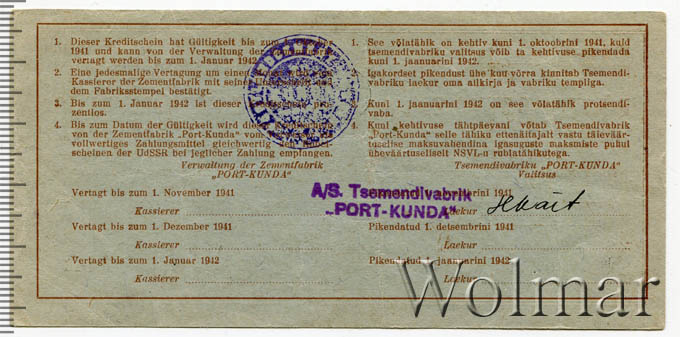 1. Dieser Kreditschein hat Gültigkeit bis zum
1941 und kann von der Verwaltung der
vertagt werden bis zum 1. Januar 1942
2. Eine jedesmalige Vertagung um einen
Kassierer der Zementfabrik mit seiner
dem Fabriksstempel bestätigt.
3. Bis zum 1. Januar 1942 ist dieser
zentlos.
4. Bis zum Datum der Gültigkeit wird dieser
von der Zementfabrik „Port-Kunda"
vollwertiges Zahlungsmittel gleichwertig den
scheinen der UdSSR bei jeglicher Zahlung empfangen.
Verwaltung der Zementfabrik
„PORT-KUNDA"
Vertagt bis zum 1. November 1941
Kassierer
Vertagt bis zum 1. Dezember 1941
Kassierer
Vertagt bis zum 1. Januar 1942
Kassierer
1. See võlatähik on kehtiv kuni 1. oktoobrini 1941, kuid
tsemendivabriku valitsus võib ta kehtivuse pikendada
kuni 1. jaanuarini 1942.
2. Igakordset pikendust ühe kuu võrra kinnitab Tsemendi-
vabriku laekur oma allkirja ja vabriku templiga.
3. Kuni 1. jaanuarini 1942 on see võlatähik protsendi-
vaba.
4. Kuni kehtivuse tähtpäevani võtab Tsemendivabrik
„Port-Kunda" selle tähiku ettenäitajalt vastu täieväär-
tuslise maksuvahendina igasuguste maksmiste puhul
üheväärtuseliselt NSVL-u rublatähikutega.
Tsemendivabriku „PORT-KUNDA"
Valitsus
1941
Laekur
Pikendatud 1. detsembrini 1941
Laekur
Pikendatud 1. jaanuarini 1942
Laekur
A/S. Tsemendivabrik
„PORT-KUNDA"
Wolmar